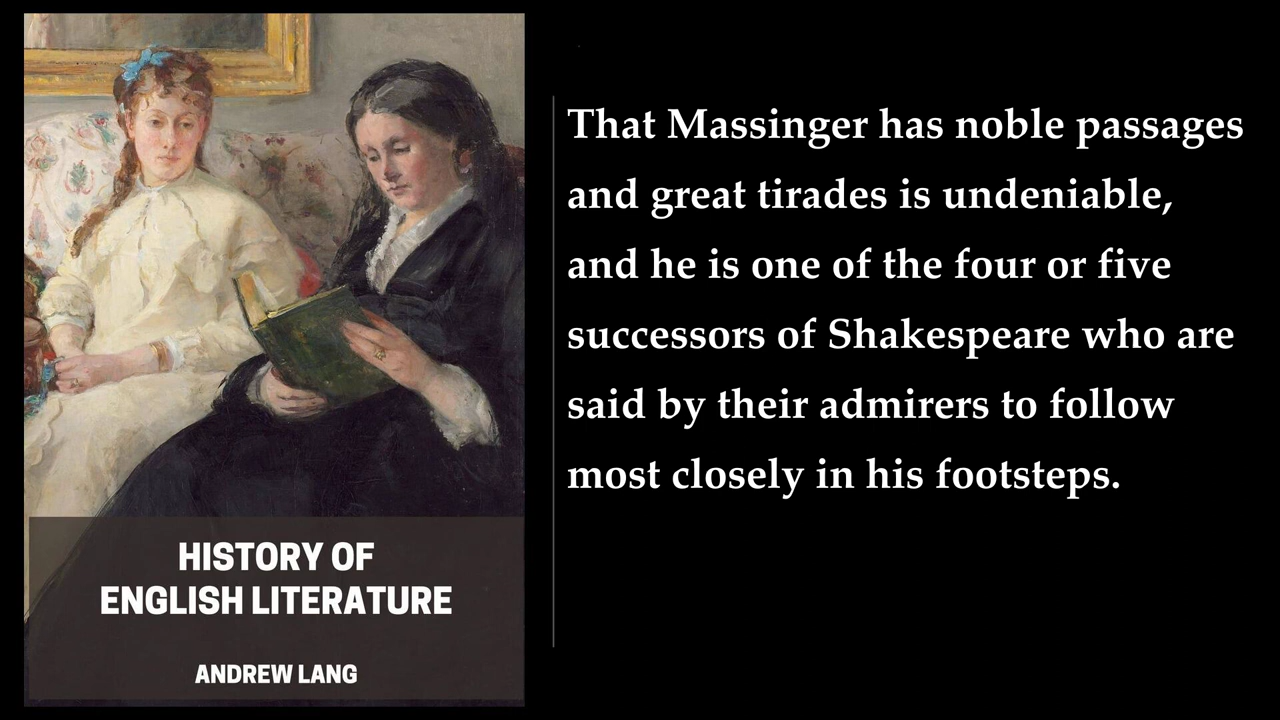 HISTORY OF
ENGLISH LITERATURE
ANDREW LANG
That Massinger has noble passages
and great tirades is undeniable,
and he is one of the four or five
successors of Shakespeare who are
said by their admirers to follow
most closely in his footsteps.